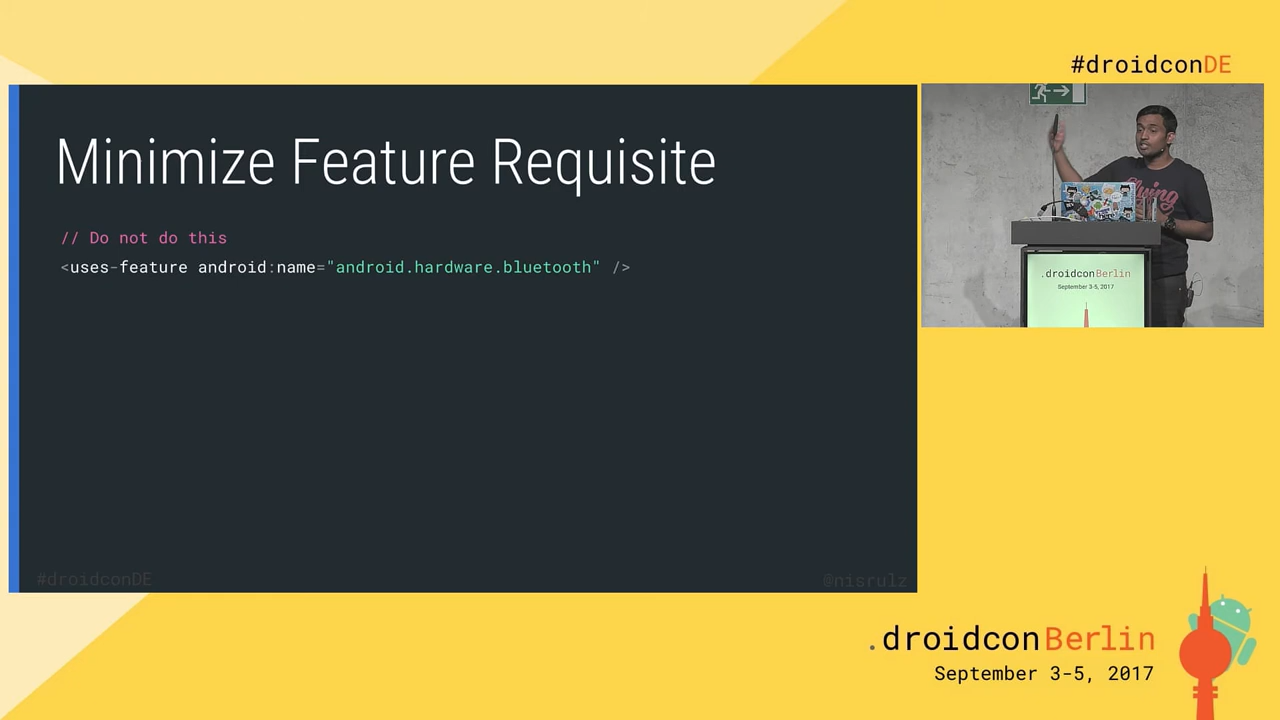 #droidconDE
Minimize Feature Requisite
// Do not do this
<uses-feature android:name="android.hardware.bluetooth" />
#droidconDE
@nisrulz
.droidconBerlin
September 3-5, 2017
.droidconBerlin
September 3-5, 2017